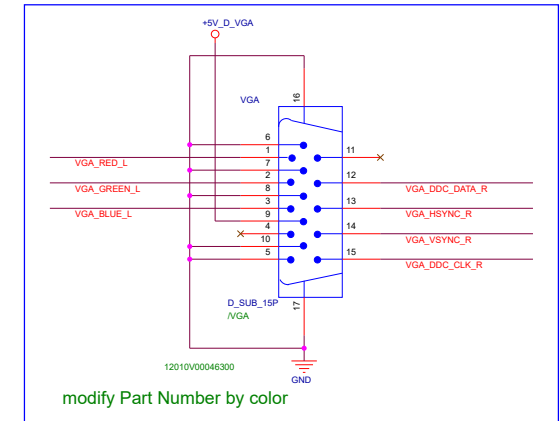 +5V_D_VGA
16
VGA
6
1
11
VGA_RED_L
7
2
12
VGA_GREEN_L
VGA_DDC_DATA_R
8
3
13
VGA_BLUE_L
VGA_HSYNC_R
9
4
14
VGA_VSYNC_R
10
5
15
VGA_DDC_CLK_R
D_SUB_15P
17
/VGA
12010V00046300
GND
modify Part Number by color